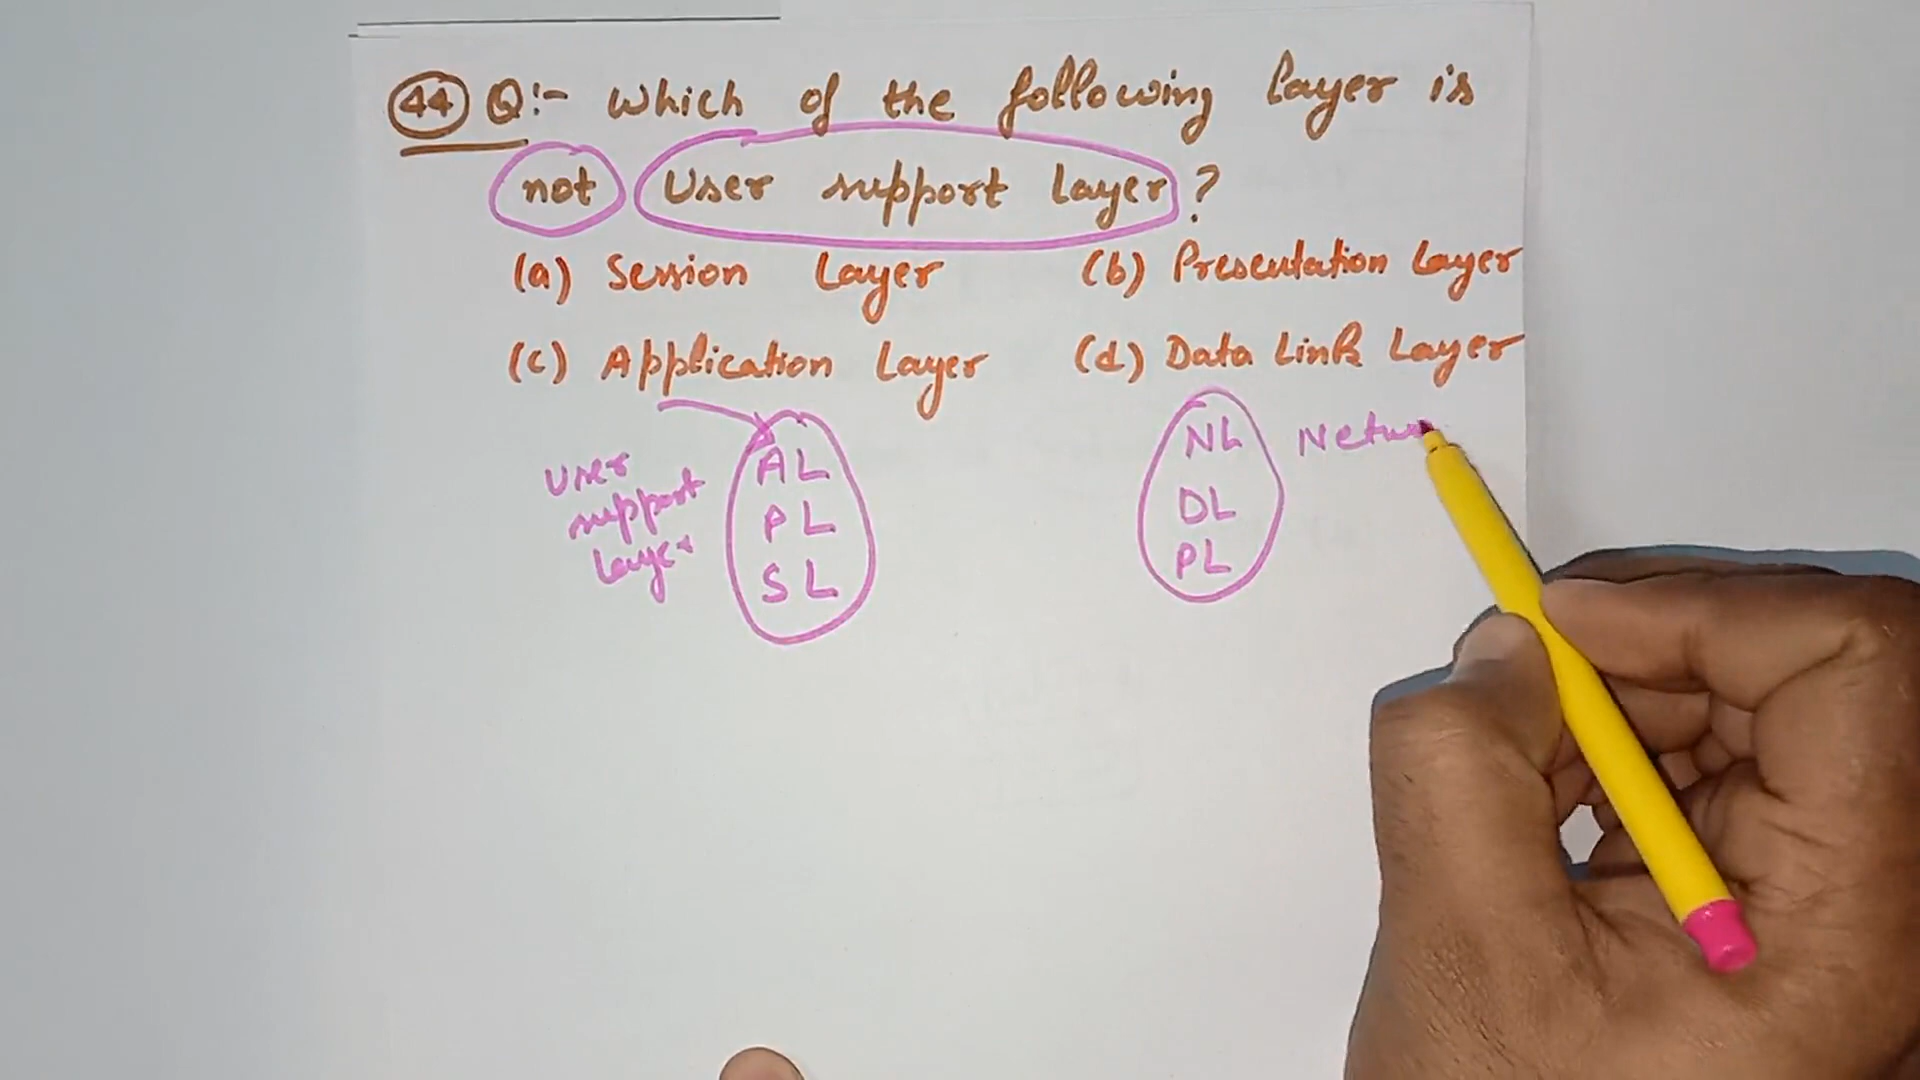 44 Q:- Which of the following layer is
not User support Layer ?
(a) Session Layer (b) Presentation Layer
(c) Application Layer (d) Data Link Layer
User support Layer
AL
PL
SL
NL
DL
PL
Netw